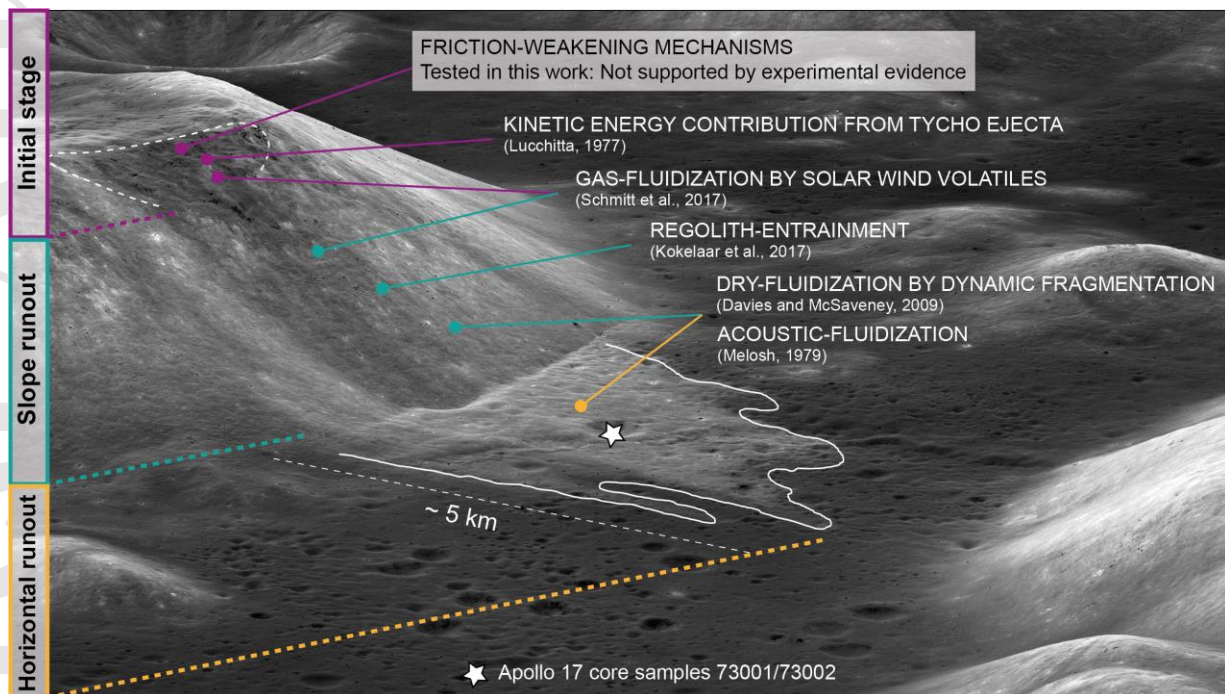 Initial stage
Slope runout
Horizontal runout
FRICTION-WEAKENING MECHANISMS
Tested in this work: Not supported by experimental evidence
KINETIC ENERGY CONTRIBUTION FROM TYCHO EJECTA
(Lucchitta, 1977)
GAS-FLUIDIZATION BY SOLAR WIND VOLATILES
(Schmitt et al., 2017)
REGOLITH-ENTRAINMENT
(Kokelaar et al., 2017)
DRY-FLUIDIZATION BY DYNAMIC FRAGMENTATION
(Davies and McSaveney, 2009)
ACOUSTIC-FLUIDIZATION
(Melosh, 1979)
~ 5 km
Apollo 17 core samples 73001/73002